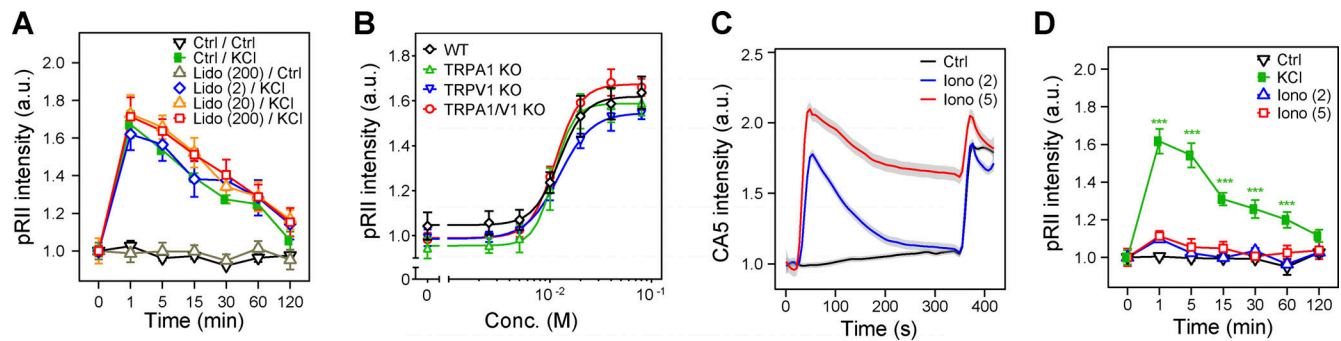 A
pRII intensity (a.u.)
2.0
1.8
1.6
1.4
1.2
1.0
0
1
5
15
30
60
120
Time (min)
Ctrl / Ctrl
Ctrl / KCl
Lido (200) / Ctrl
Lido (2) / KCl
Lido (20) / KCl
Lido (200) / KCl
B
pRII intensity (a.u.)
1.8
1.6
1.4
1.2
1.0
0
0
10⁻²
10⁻¹
Conc. (M)
WT
TRPA1 KO
TRPV1 KO
TRPA1/V1 KO
C
CA5 intensity (a.u.)
2.5
2.0
1.5
1.0
0
100
200
300
400
Time (s)
Ctrl
Iono (2)
Iono (5)
D
pRII intensity (a.u.)
2.0
1.8
1.6
1.4
1.2
1.0
0
1
5
15
30
60
120
Time (min)
Ctrl
KCl
Iono (2)
Iono (5)
***
***
***
***
***